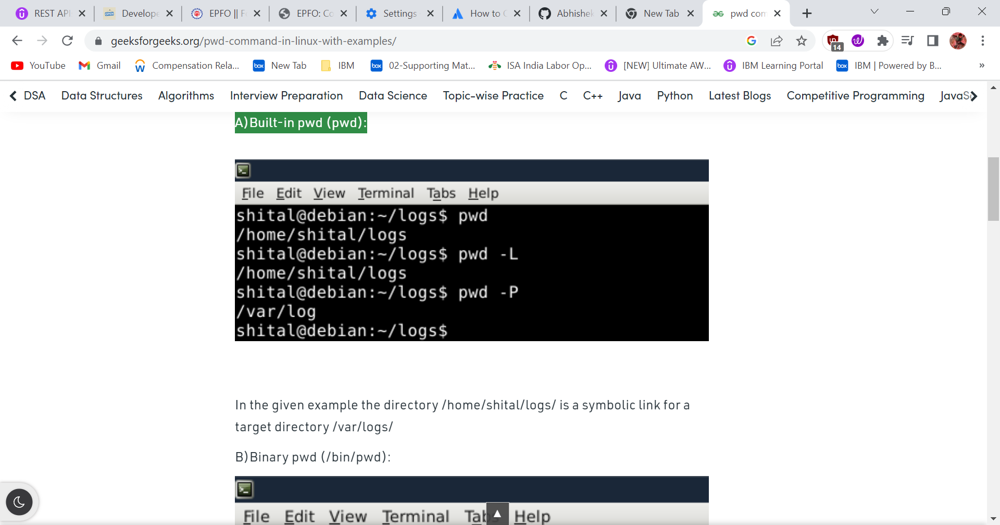 REST API
Develope
EPFO || F
EPFO: Co
Settings
How to
Abhishek
New Tab
pwd com
geeksforgeeks.org/pwd-command-in-linux-with-examples/
14
YouTube
Gmail
Compensation Rela...
box New Tab
IBM
box 02-Supporting Mat...
ISA India Labor Op...
[NEW] Ultimate AW...
IBM Learning Portal
box IBM | Powered by B...
»
DSA Data Structures Algorithms Interview Preparation Data Science Topic-wise Practice C C++ Java Python Latest Blogs Competitive Programming JavaS
A)Built-in pwd (pwd):
File Edit View Terminal Tabs Help
shital@debian:~/logs$ pwd
/home/shital/logs
shital@debian:~/logs$ pwd -L
/home/shital/logs
shital@debian:~/logs$ pwd -P
/var/log
shital@debian:~/logs$
In the given example the directory /home/shital/logs/ is a symbolic link for a
target directory /var/logs/
B)Binary pwd (/bin/pwd):
File Edit View Terminal Tabs Help